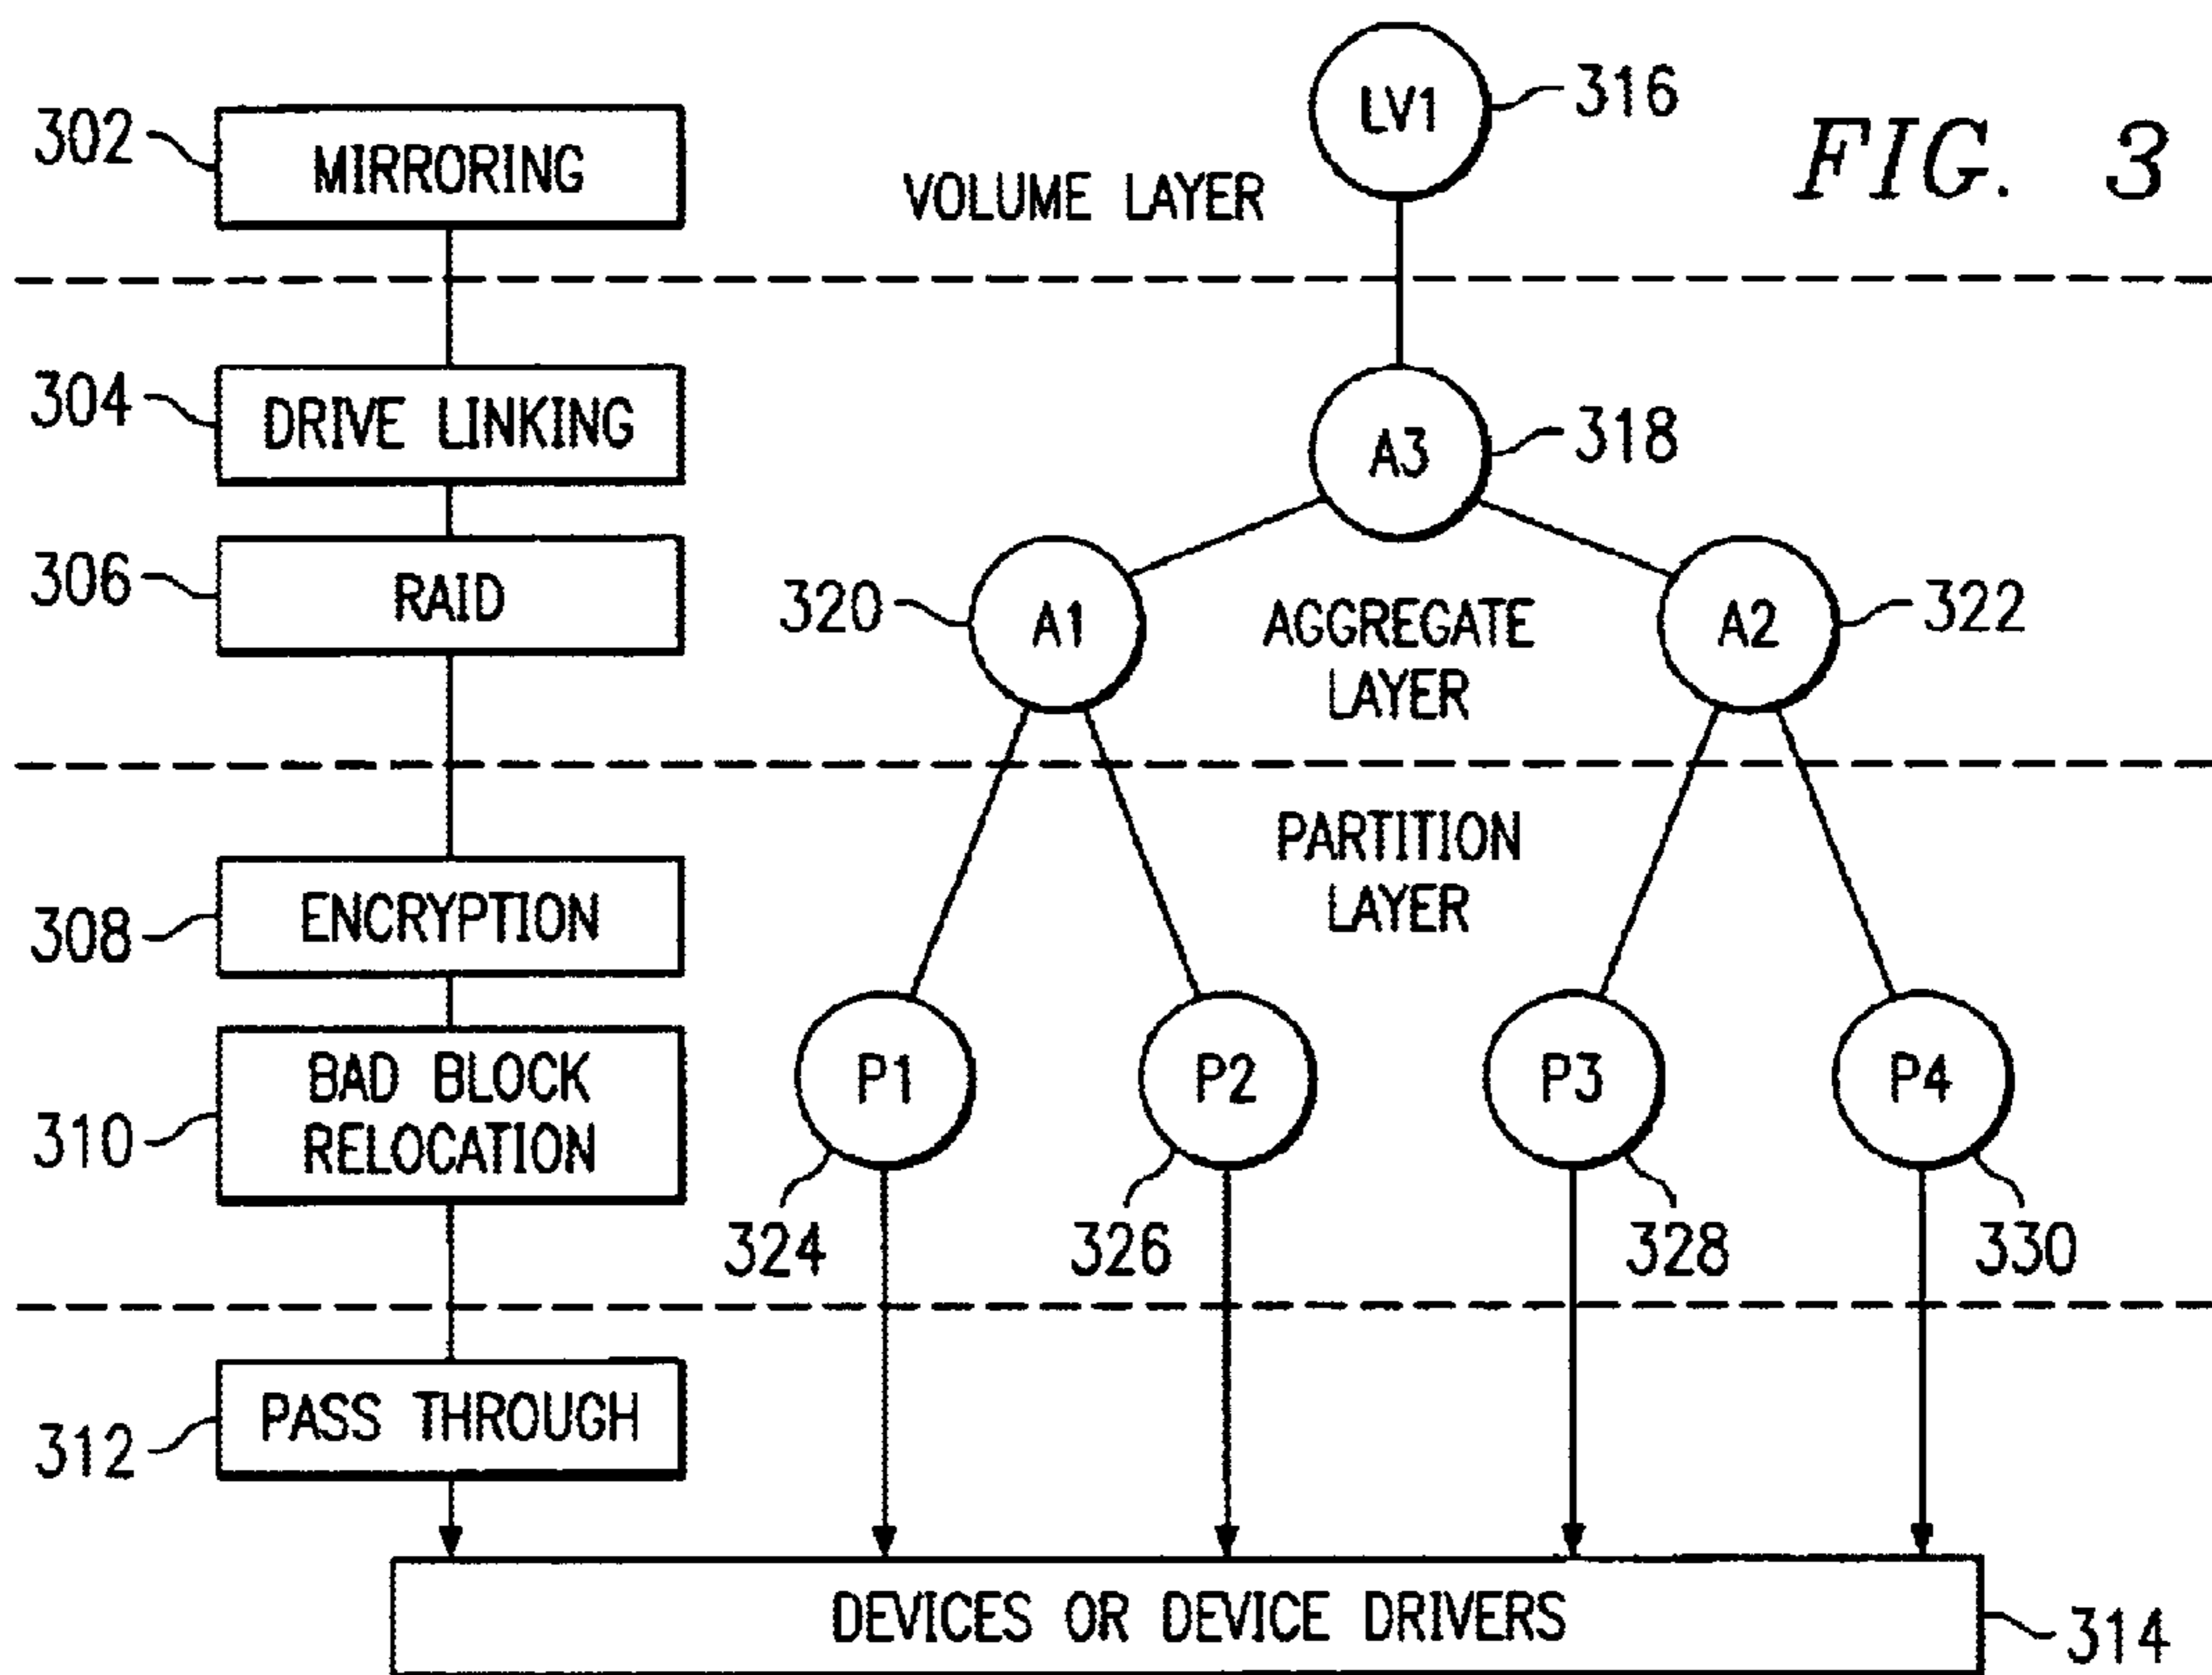 LV1
316
FIG. 3
302
MIRRORING
VOLUME LAYER
304
DRIVE LINKING
A3
318
306
RAID
320
A1
AGGREGATE
LAYER
A2
322
PARTITION
LAYER
308
ENCRYPTION
310
BAD BLOCK
RELOCATION
P1
P2
P3
P4
324
326
328
330
312
PASS THROUGH
DEVICES OR DEVICE DRIVERS
314